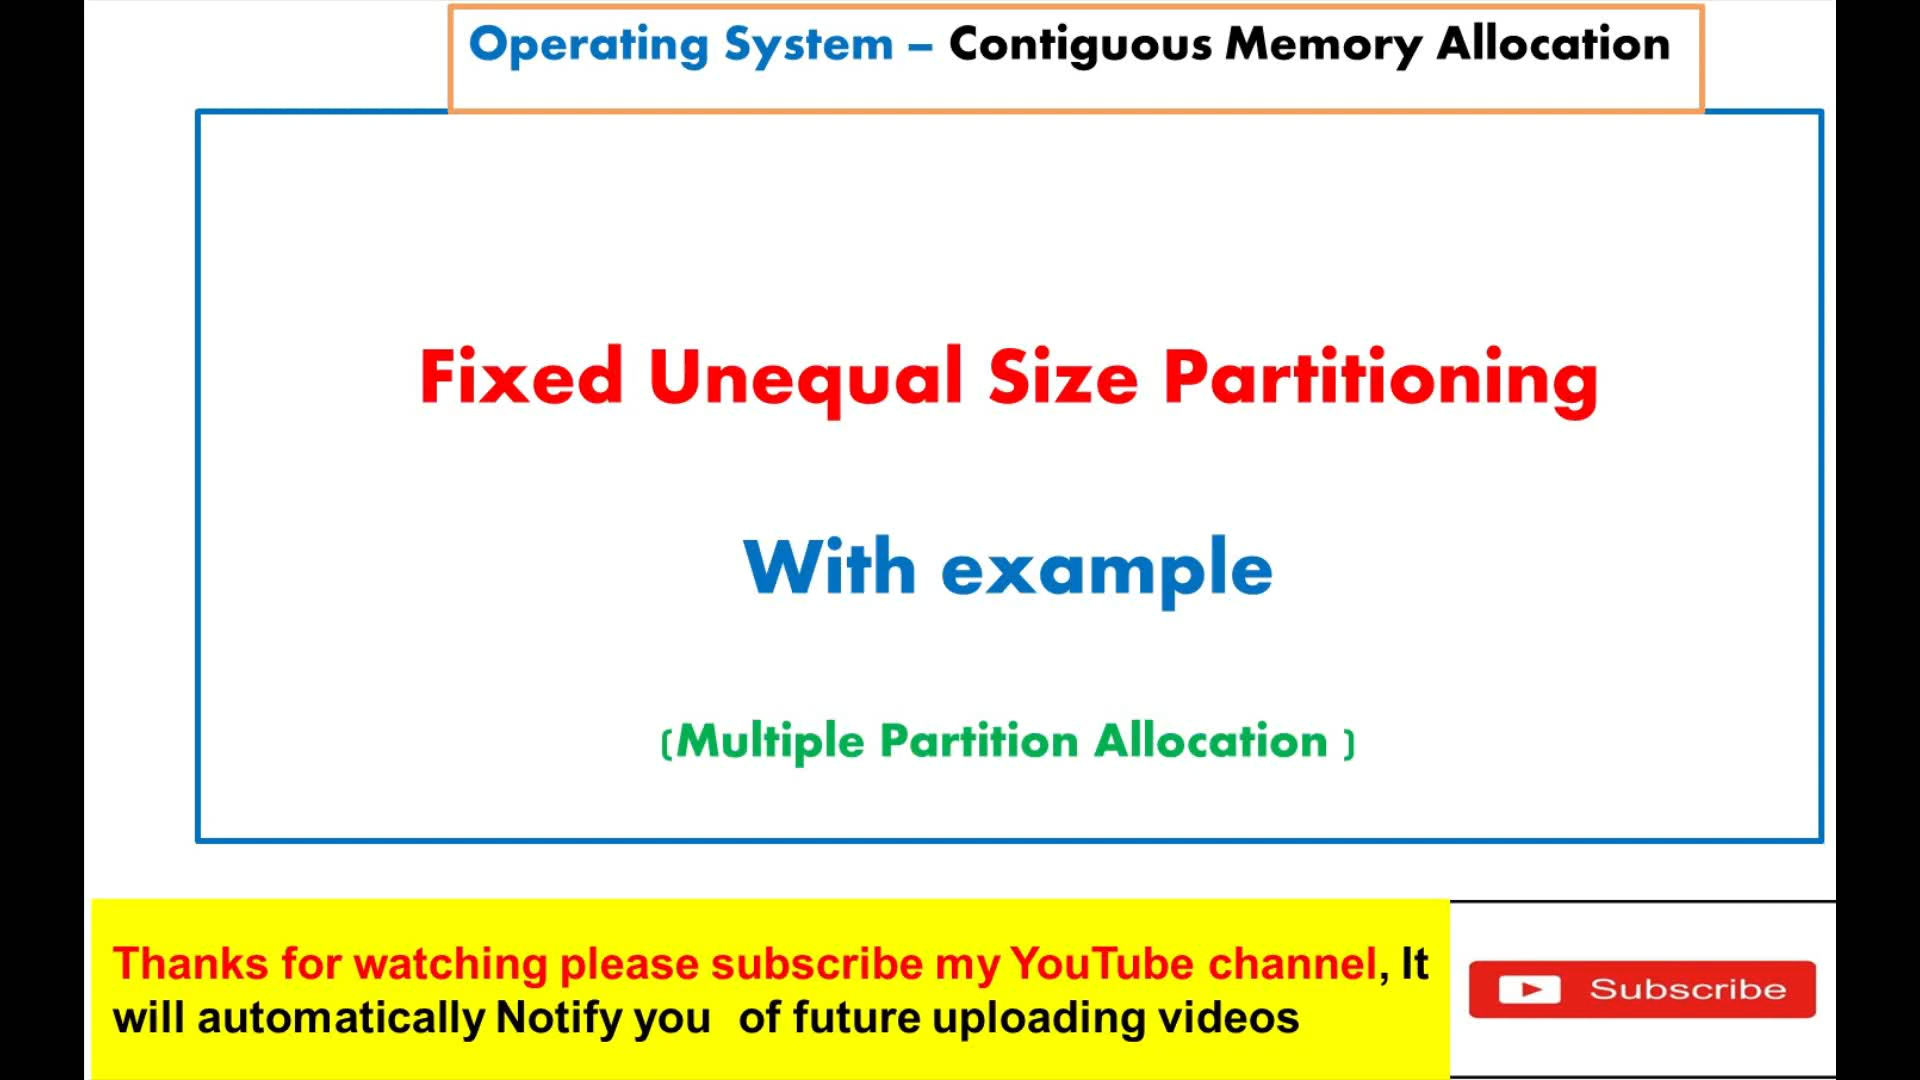 Operating System – Contiguous Memory Allocation
Fixed Unequal Size Partitioning
With example
(Multiple Partition Allocation )
Thanks for watching please subscribe my YouTube channel, It
will automatically Notify you of future uploading videos
Subscribe